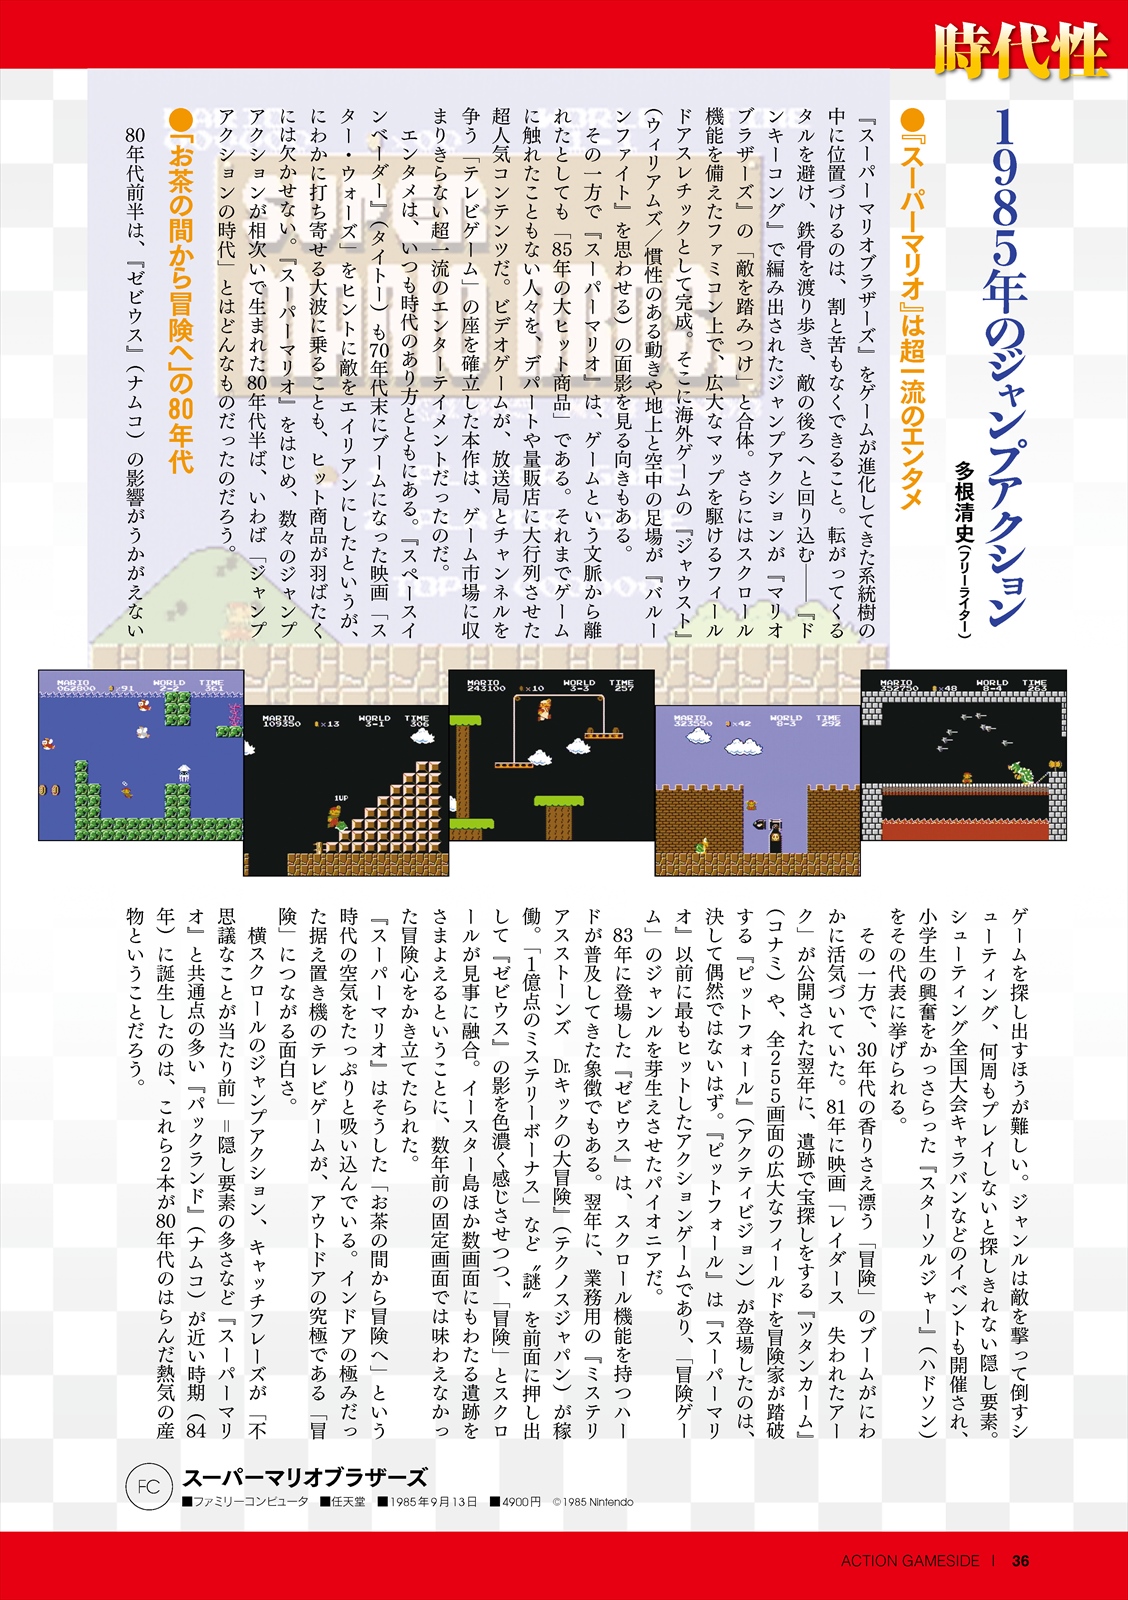 時代性
1985年のジャンプアクション
多根清史(フリーライター)
●『スーパーマリオ』は超一流のエンタメ
『スーパーマリオブラザーズ』をゲームが進化してきた系統樹の
中に位置づけるのは、割と苦もなくできること。転がってくる
タルを避け、鉄骨を渡り歩き、敵の後ろへと回り込む――『ド
ンキーコング』で編み出されたジャンプアクションが『マリオ
ブラザーズ』の「敵を踏みつけ」と合体。さらにはスクロール
機能を備えたファミコン上で、広大なマップを駆けるフィール
ドアスレチックとして完成。そこに海外ゲームの『ジャウスト』
(ウィリアムズ/慣性のある動きや地上と空中の足場が『バルー
ンファイト』を思わせる)の面影を見る向きもある。
その一方で『スーパーマリオ』は、ゲームという文脈から離
れたとしても「85年の大ヒット商品」である。それまでゲーム
に触れたこともない人々を、デパートや量販店に大行列させた
超人気コンテンツだ。ビデオゲームが、放送局とチャンネルを
争う「テレビゲーム」の座を確立した本作は、ゲーム市場に収
まりきらない超一流のエンターテイメントだったのだ。
エンタメは、いつも時代のあり方とともにある。『スペースイ
ンベーダー』(タイトー)も70年代末にブームになった映画「ス
ター・ウォーズ」をヒントに敵をエイリアンにしたというが、
にわかに打ち寄せる大波に乗ることも、ヒット商品が羽ばたく
には欠かせない。『スーパーマリオ』をはじめ、数々のジャンプ
アクションが相次いで生まれた80年代半ば、いわば「ジャンプ
アクションの時代」とはどんなものだったのだろう。
●「お茶の間から冒険へ」の80年代
80年代前半は、『ゼビウス』(ナムコ)の影響がうかがえない
MARIO 062800 ×91 WORLD 2-2 TIME 361
MARIO 109350 ×13 WORLD 3-1 TIME 306
1UP
MARIO 243100 ×10 WORLD 3-3 TIME 257
MARIO 323550 ×42 WORLD 8-3 TIME 292
MARIO 352750 ×48 WORLD 8-4 TIME 263
ゲームを探し出すほうが難しい。ジャンルは敵を撃って倒すシ
ューティング、何周もプレイしないと探しきれない隠し要素。
シューティング全国大会キャラバンなどのイベントも開催され、
小学生の興奮をかっさらった『スターソルジャー』(ハドソン)
をその代表に挙げられる。
その一方で、30年代の香りさえ漂う「冒険」のブームがにわ
かに活気づいていた。81年に映画「レイダース 失われたアー
ク」が公開された翌年に、遺跡で宝探しをする『ツタンカーム』
(コナミ)や、全255画面の広大なフィールドを冒険家が踏破
する『ピットフォール』(アクティビジョン)が登場したのは、
決して偶然ではないはず。『ピットフォール』は『スーパーマリ
オ』以前に最もヒットしたアクションゲームであり、「冒険ゲー
ム」のジャンルを芽生えさせたパイオニアだ。
83年に登場した『ゼビウス』は、スクロール機能を持つハー
ドが普及してきた象徴でもある。翌年に、業務用の『ミステリ
アスストーンズ Dr.キックの大冒険』(テクノスジャパン)が稼
働。「1億点のミステリーボーナス」など〝謎〟を前面に押し出
して『ゼビウス』の影を色濃く感じさせつつ、「冒険」とスクロ
ールが見事に融合。イースター島ほか数画面にもわたる遺跡を
さまよえるということに、数年前の固定画面では味わえなかっ
た冒険心をかき立てたられた。
『スーパーマリオ』はそうした「お茶の間から冒険へ」という
時代の空気をたっぷりと吸い込んでいる。インドアの極みだっ
た据え置き機のテレビゲームが、アウトドアの究極である「冒
険」につながる面白さ。
横スクロールのジャンプアクション、キャッチフレーズが「不
思議なことが当たり前」=隠し要素の多さなど『スーパーマリ
オ』と共通点の多い『パックランド』(ナムコ)が近い時期(84
年)に誕生したのは、これら2本が80年代のはらんだ熱気の産
物ということだろう。
FC スーパーマリオブラザーズ
■ファミリーコンピュータ ■任天堂 ■1985年9月13日 ■4900円 ©1985 Nintendo
ACTION GAMESIDE | 36